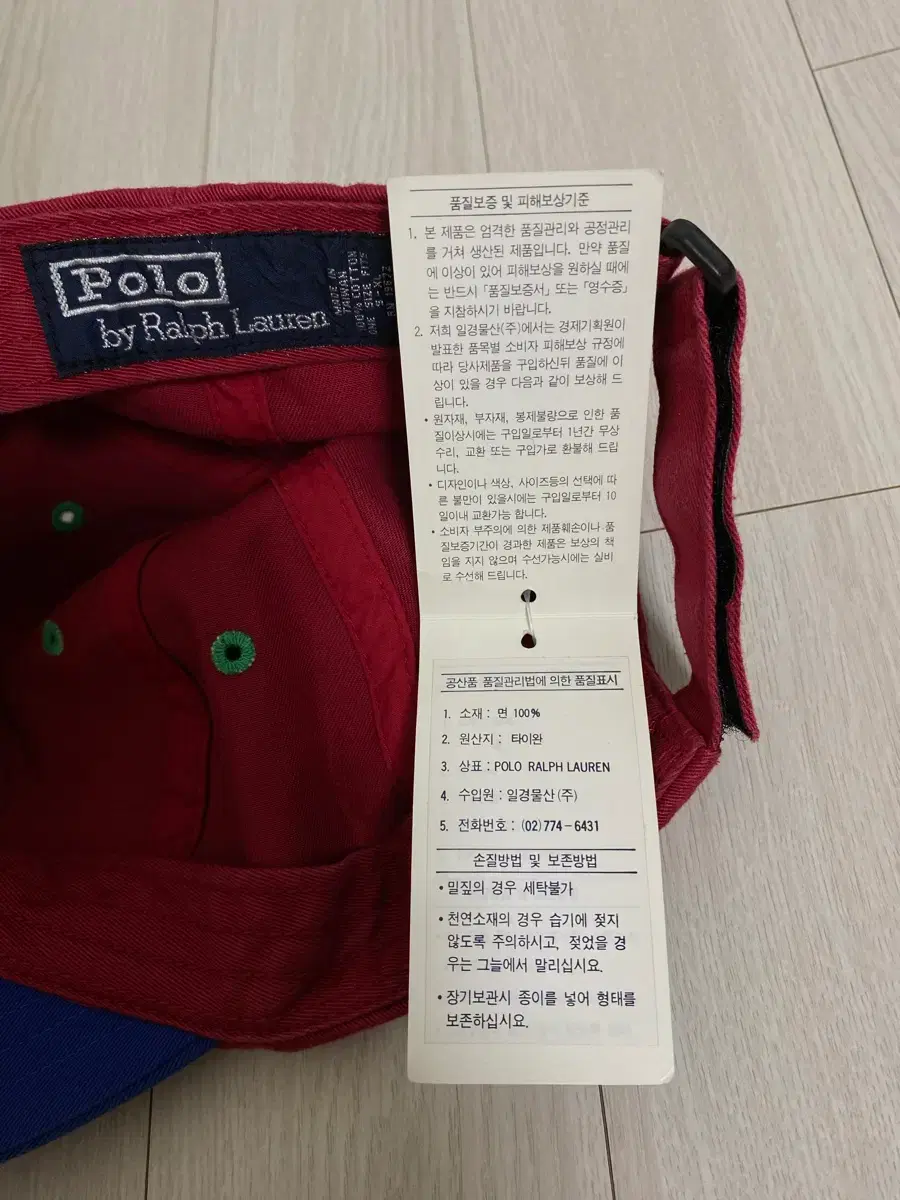 Polo
by Ralph Lauren
MADE IN
TAIWAN
100% COTTON
ONE SIZE FITS
S-XL
RN 41381
품질보증 및 피해보상기준
1. 본 제품은 엄격한 품질관리와 공정관리
를 거쳐 생산된 제품입니다. 만약 품질
에 이상이 있어 피해보상을 원하실 때에
는 반드시 「품질보증서」 또는 「영수증」
을 지참하시기 바랍니다.
2. 저희 일경물산(주)에서는 경제기획원이
발표한 품목별 소비자 피해보상 규정에
따라 당사제품을 구입하신뒤 품질에 이
상이 있을 경우 다음과 같이 보상해 드
립니다.
• 원자재, 부자재, 봉제불량으로 인한 품
질이상시에는 구입일로부터 1년간 무상
수리, 교환 또는 구입가로 환불해 드립
니다.
• 디자인이나 색상, 사이즈등의 선택에 따
른 불만이 있을시에는 구입일로부터 10
일이내 교환가능 합니다.
• 소비자 부주의에 의한 제품훼손이나 품
질보증기간이 경과한 제품은 보상의 책
임을 지지 않으며 수선가능시에는 실비
로 수선해 드립니다.
공산품 품질관리법에 의한 품질표시
1. 소재 : 면 100%
2. 원산지 : 타이완
3. 상표 : POLO RALPH LAUREN
4. 수입원 : 일경물산(주)
5. 전화번호 : (02)774-6431
손질방법 및 보존방법
• 밀짚의 경우 세탁불가
• 천연소재의 경우 습기에 젖지
않도록 주의하시고, 젖었을 경
우는 그늘에서 말리십시요.
• 장기보관시 종이를 넣어 형태를
보존하십시요.